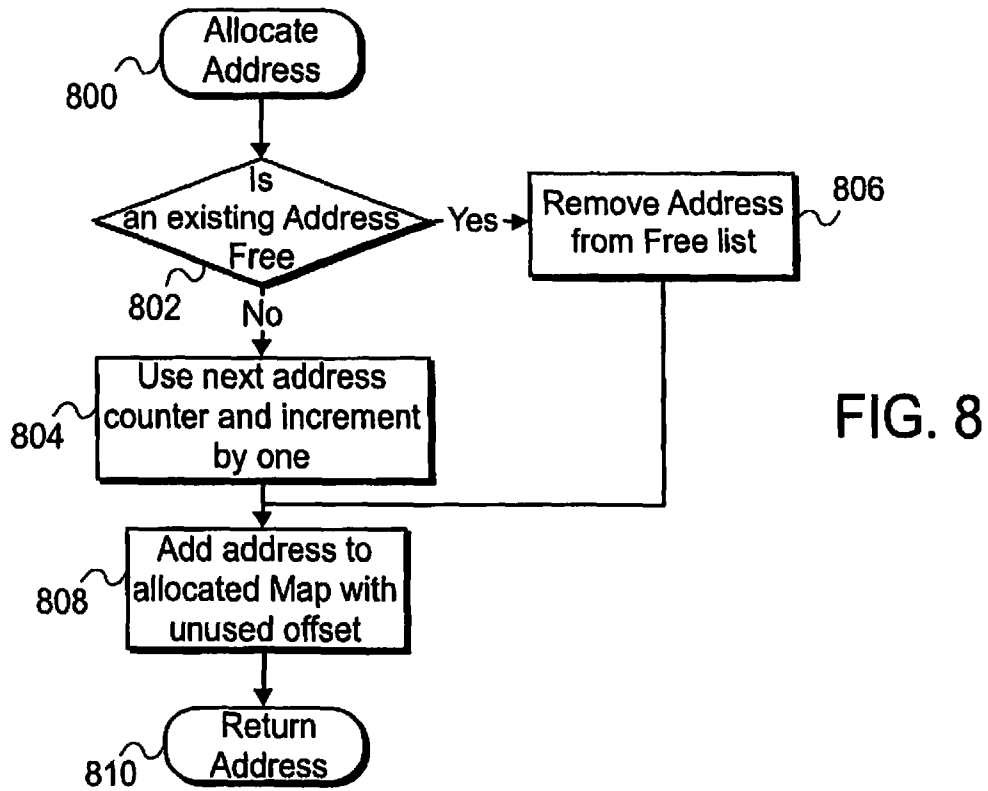 Allocate
Address
800
Is
an existing Address
Free
802
Yes
Remove Address
from Free list
806
No
Use next address
counter and increment
by one
804
FIG. 8
Add address to
allocated Map with
unused offset
808
Return
Address
810